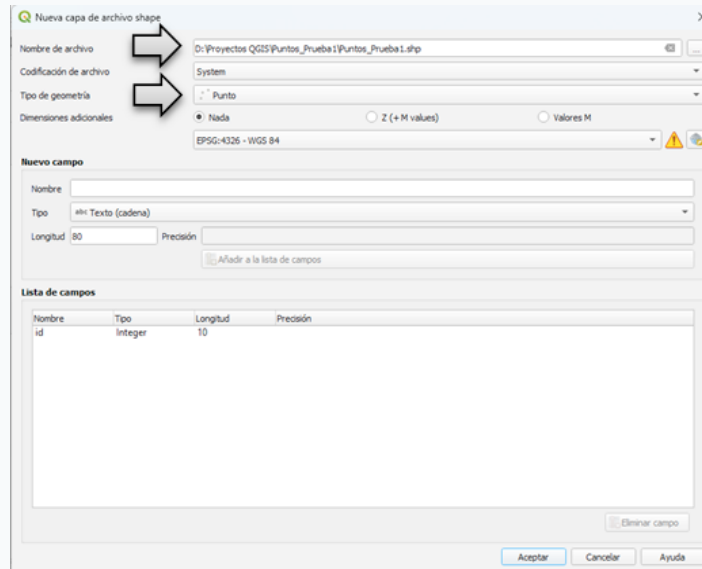 Nueva capa de archivo shape
Nombre de archivo D:\Proyectos QGIS\Puntos_Prueba1\Puntos_Prueba1.shp ...
Codificación de archivo System
Tipo de geometría Punto
Dimensiones adicionales Nada Z (+ M values) Valores M
EPSG:4326 - WGS 84
Nuevo campo
Nombre
Tipo abc Texto (cadena)
Longitud 80 Precisión
Añadir a la lista de campos
Lista de campos
Nombre Tipo Longitud Precisión
id Integer 10
Eliminar campo
Aceptar Cancelar Ayuda